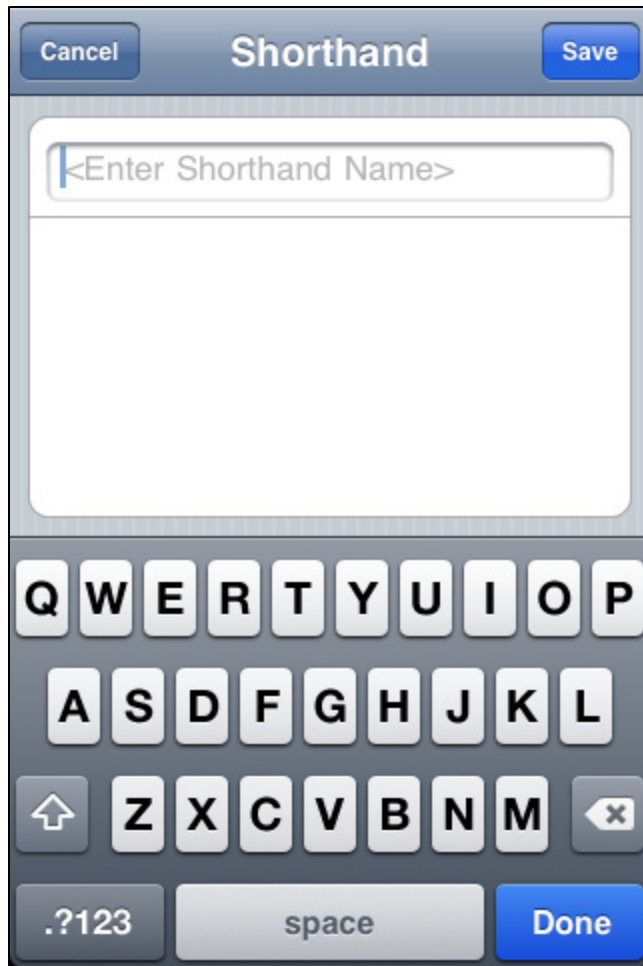 Cancel Shorthand Save
<Enter Shorthand Name>
Q W E R T Y U I O P
A S D F G H J K L
Z X C V B N M
.?123 space Done